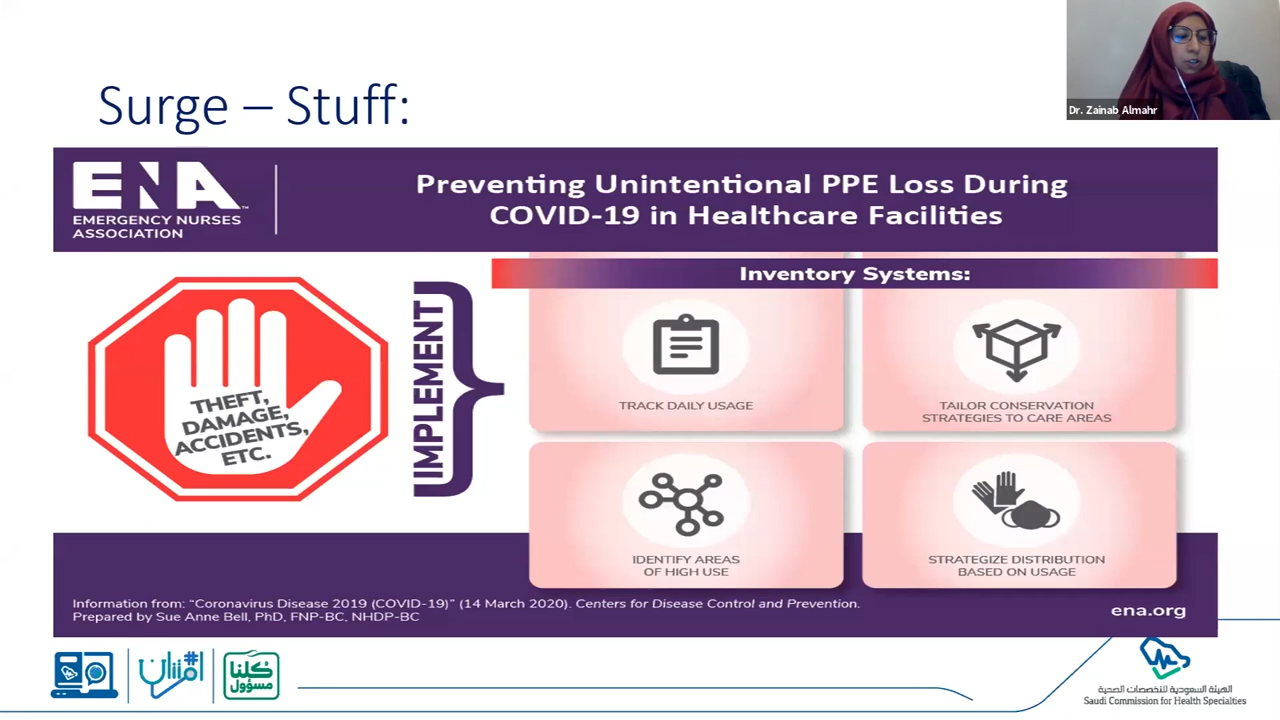 Dr. Zainab Almahr
Surge – Stuff:
ENA™
EMERGENCY NURSES
ASSOCIATION
Preventing Unintentional PPE Loss During
COVID-19 in Healthcare Facilities
Inventory Systems:
THEFT,
DAMAGE,
ACCIDENTS,
ETC.
IMPLEMENT
TRACK DAILY USAGE
TAILOR CONSERVATION
STRATEGIES TO CARE AREAS
IDENTIFY AREAS
OF HIGH USE
STRATEGIZE DISTRIBUTION
BASED ON USAGE
Information from: “Coronavirus Disease 2019 (COVID-19)” (14 March 2020). Centers for Disease Control and Prevention.
Prepared by Sue Anne Bell, PhD, FNP-BC, NHDP-BC
ena.org
كلنا
مسؤول
الهيئة السعودية للتخصصات الصحية
Saudi Commission for Health Specialties